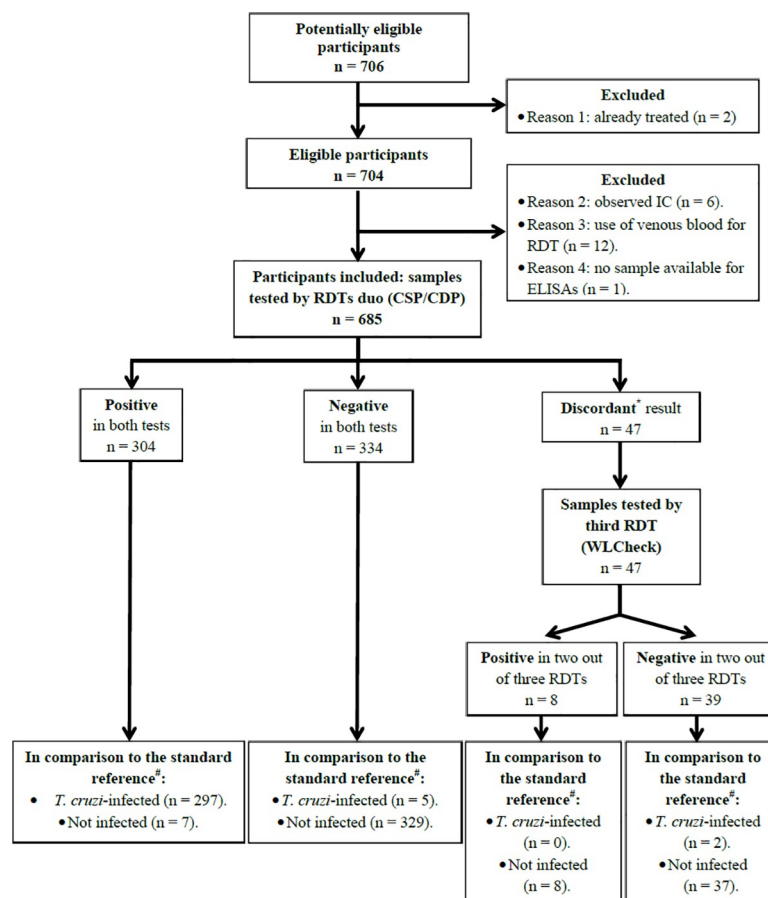 Potentially eligible
participants
n = 706
Excluded
• Reason 1: already treated (n = 2)
Eligible participants
n = 704
Excluded
• Reason 2: observed IC (n = 6).
• Reason 3: use of venous blood for
RDT (n = 12).
• Reason 4: no sample available for
ELISAs (n = 1).
Participants included: samples
tested by RDTs duo (CSP/CDP)
n = 685
Positive
in both tests
n = 304
Negative
in both tests
n = 334
Discordant* result
n = 47
Samples tested by
third RDT
(WLCheck)
n = 47
Positive in two out
of three RDTs
n = 8
Negative in two out
of three RDTs
n = 39
In comparison to the standard
reference#:
• T. cruzi-infected (n = 297).
•Not infected (n = 7).
In comparison to the
standard reference#:
•T. cruzi-infected (n = 5).
•Not infected (n = 329).
In comparison to
the standard
reference#:
•T. cruzi-infected
(n = 0).
•Not infected
(n = 8).
In comparison to
the standard
reference#:
•T. cruzi-infected
(n = 2).
•Not infected
(n = 37).